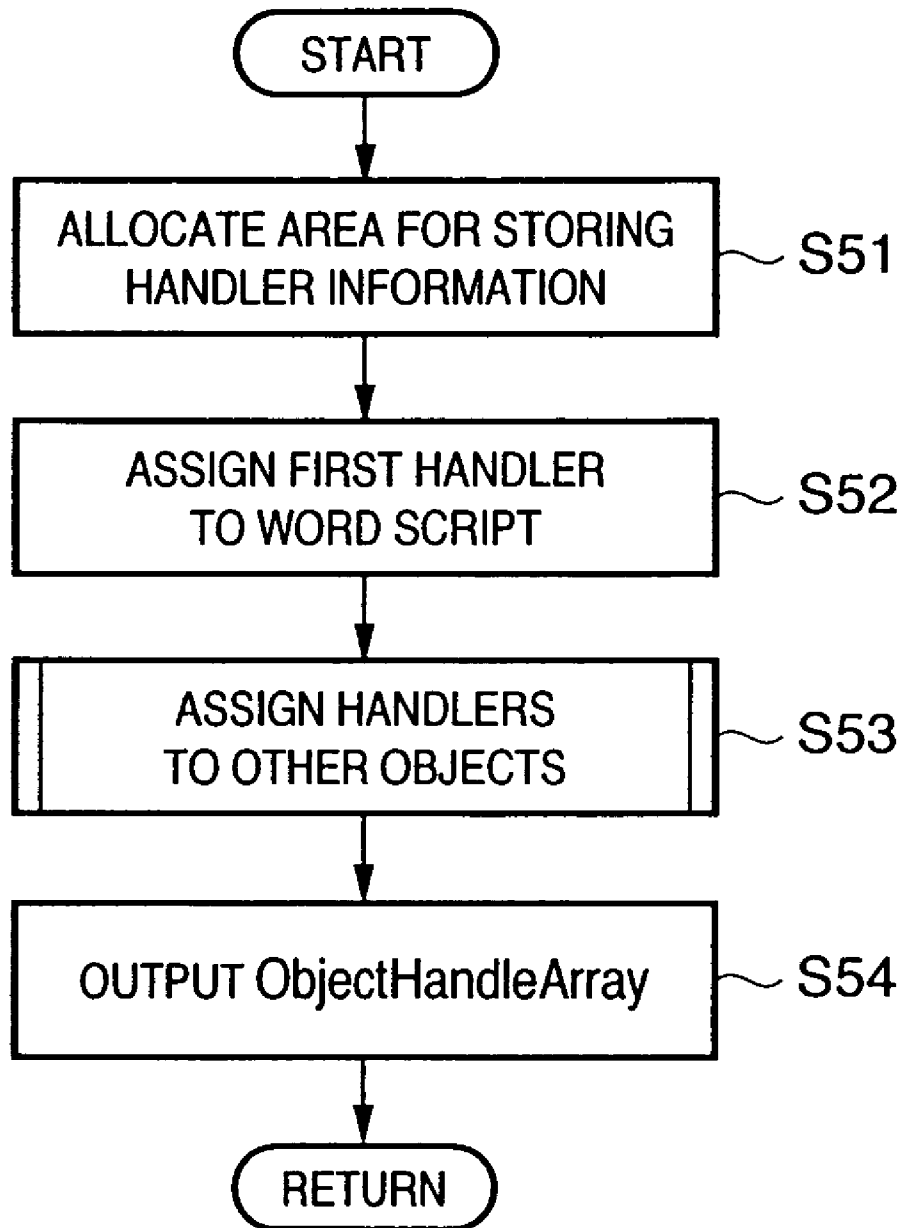 START
ALLOCATE AREA FOR STORING
HANDLER INFORMATION
S51
ASSIGN FIRST HANDLER
TO WORD SCRIPT
S52
ASSIGN HANDLERS
TO OTHER OBJECTS
S53
OUTPUT ObjectHandleArray
S54
RETURN